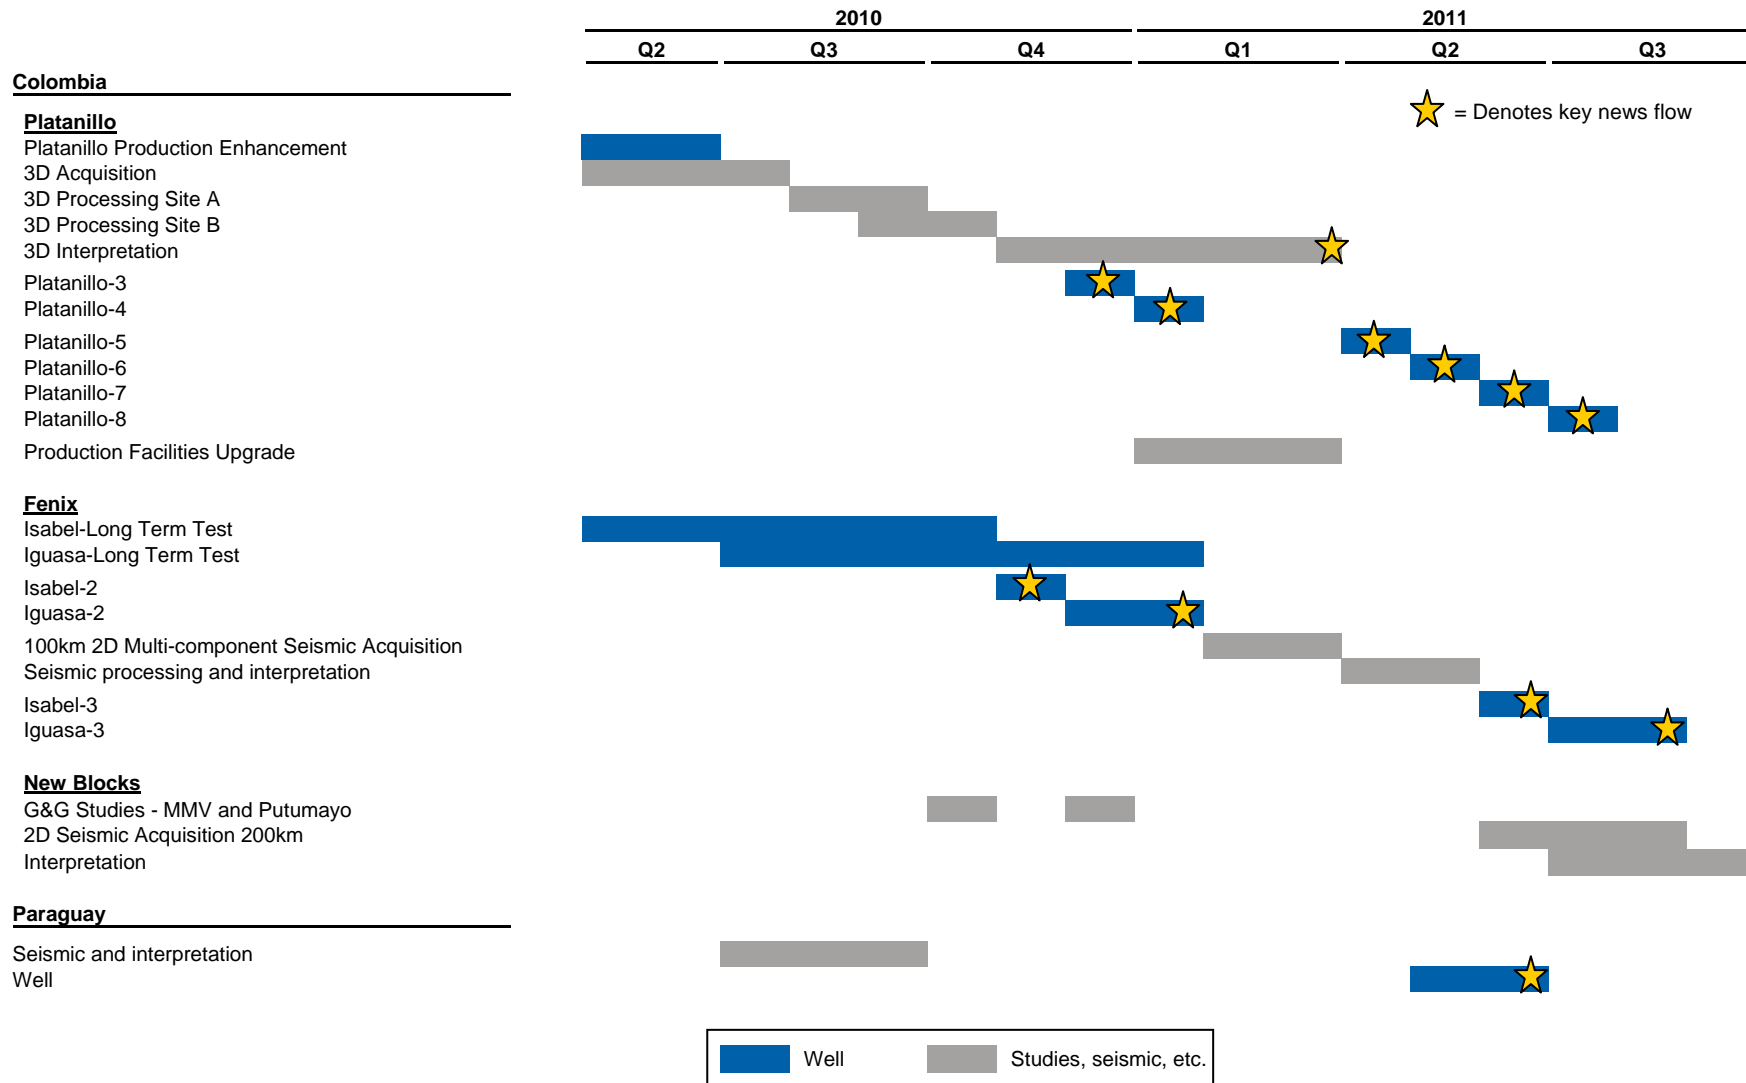 2010 2011
Q2 Q3 Q4 Q1 Q2 Q3
Colombia
= Denotes key news flow
Platanillo
Platanillo Production Enhancement
3D Acquisition
3D Processing Site A
3D Processing Site B
3D Interpretation
Platanillo-3
Platanillo-4
Platanillo-5
Platanillo-6
Platanillo-7
Platanillo-8
Production Facilities Upgrade
Fenix
Isabel-Long Term Test
Iguasa-Long Term Test
Isabel-2
Iguasa-2
100km 2D Multi-component Seismic Acquisition
Seismic processing and interpretation
Isabel-3
Iguasa-3
New Blocks
G&G Studies - MMV and Putumayo
2D Seismic Acquisition 200km
Interpretation
Paraguay
Seismic and interpretation
Well
Well Studies, seismic, etc.